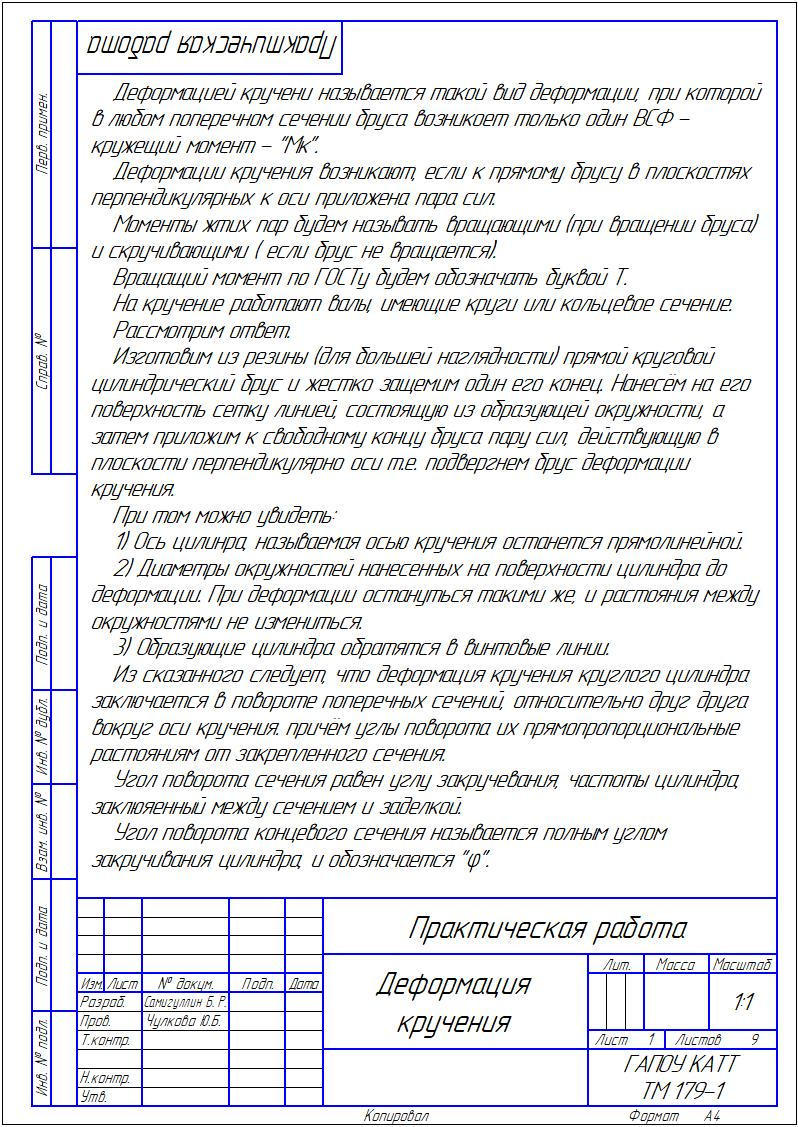 Практическая работа
Деформацией кручени называется такой вид деформации, при которой
в любом поперечном сечении бруса возникоет только один ВСФ –
кружещий момент – "Мк".
Деформации кручения возникают, если к прямому брусу в плоскостях
перпендикулярных к оси приложена пара сил.
Моменты жтих пар будем называть вращающими (при вращении бруса)
и скручивающими ( если брус не вращается).
Вращащий момент по ГОСТу будем обозначать буквой Т.
На кручение работают валы, имеющие круги или кольцевое сечение.
Рассмотрим ответ.
Изготовим из резины (для большей наглядности) прямой круговой
цилиндрический брус и жестко защемим один его конец. Нанесём на его
поверхность сетку линией, состоящую из образующей окружности, а
затем приложим к свободному концу бруса пару сил, действующую в
плоскости перпендикулярно оси т.е. подвергнем брус деформации
кручения.
При том можно увидеть:
1) Ось цилинра, называемая осью кручения останется прямолинейной.
2) Диаметры окружностей нанесенных на поверхности цилиндра до
деформации. При деформации остануться такими же, и растояния между
окружностями не измениться.
3) Образующие цилиндра обратятся в винтовые линии.
Из сказанного следует, что деформация кручения круглого цилиндра
заключается в повороте поперечных сечений, относительно друг друга
вокруг оси кручения. причём углы поворота их прямопропорциональные
растояниям от закрепленного сечения.
Угол поворота сечения равен углу закручевания, частоты цилиндра,
заклюяенный между сечением и заделкой.
Угол поворота концевого сечения называется полным углом
закручивания цилиндра, и обозначается "φ".
Перв. примен.
Справ. №
Подп. и дата
Инв. № дубл.
Взам. инв. №
Подп. и дата
Инв. № подл.
Практическая работа
Изм. Лист № докум. Подп. Дата
Разраб. Самигуллин Б. Р.
Пров. Чулкова Ю.Б.
Т.контр.
Н.контр.
Утв.
Деформация
кручения
Лит. Масса Масштаб
1:1
Лист 1 Листов 9
ГАПОУ КАТТ
ТМ 179-1
Копировал Формат А4